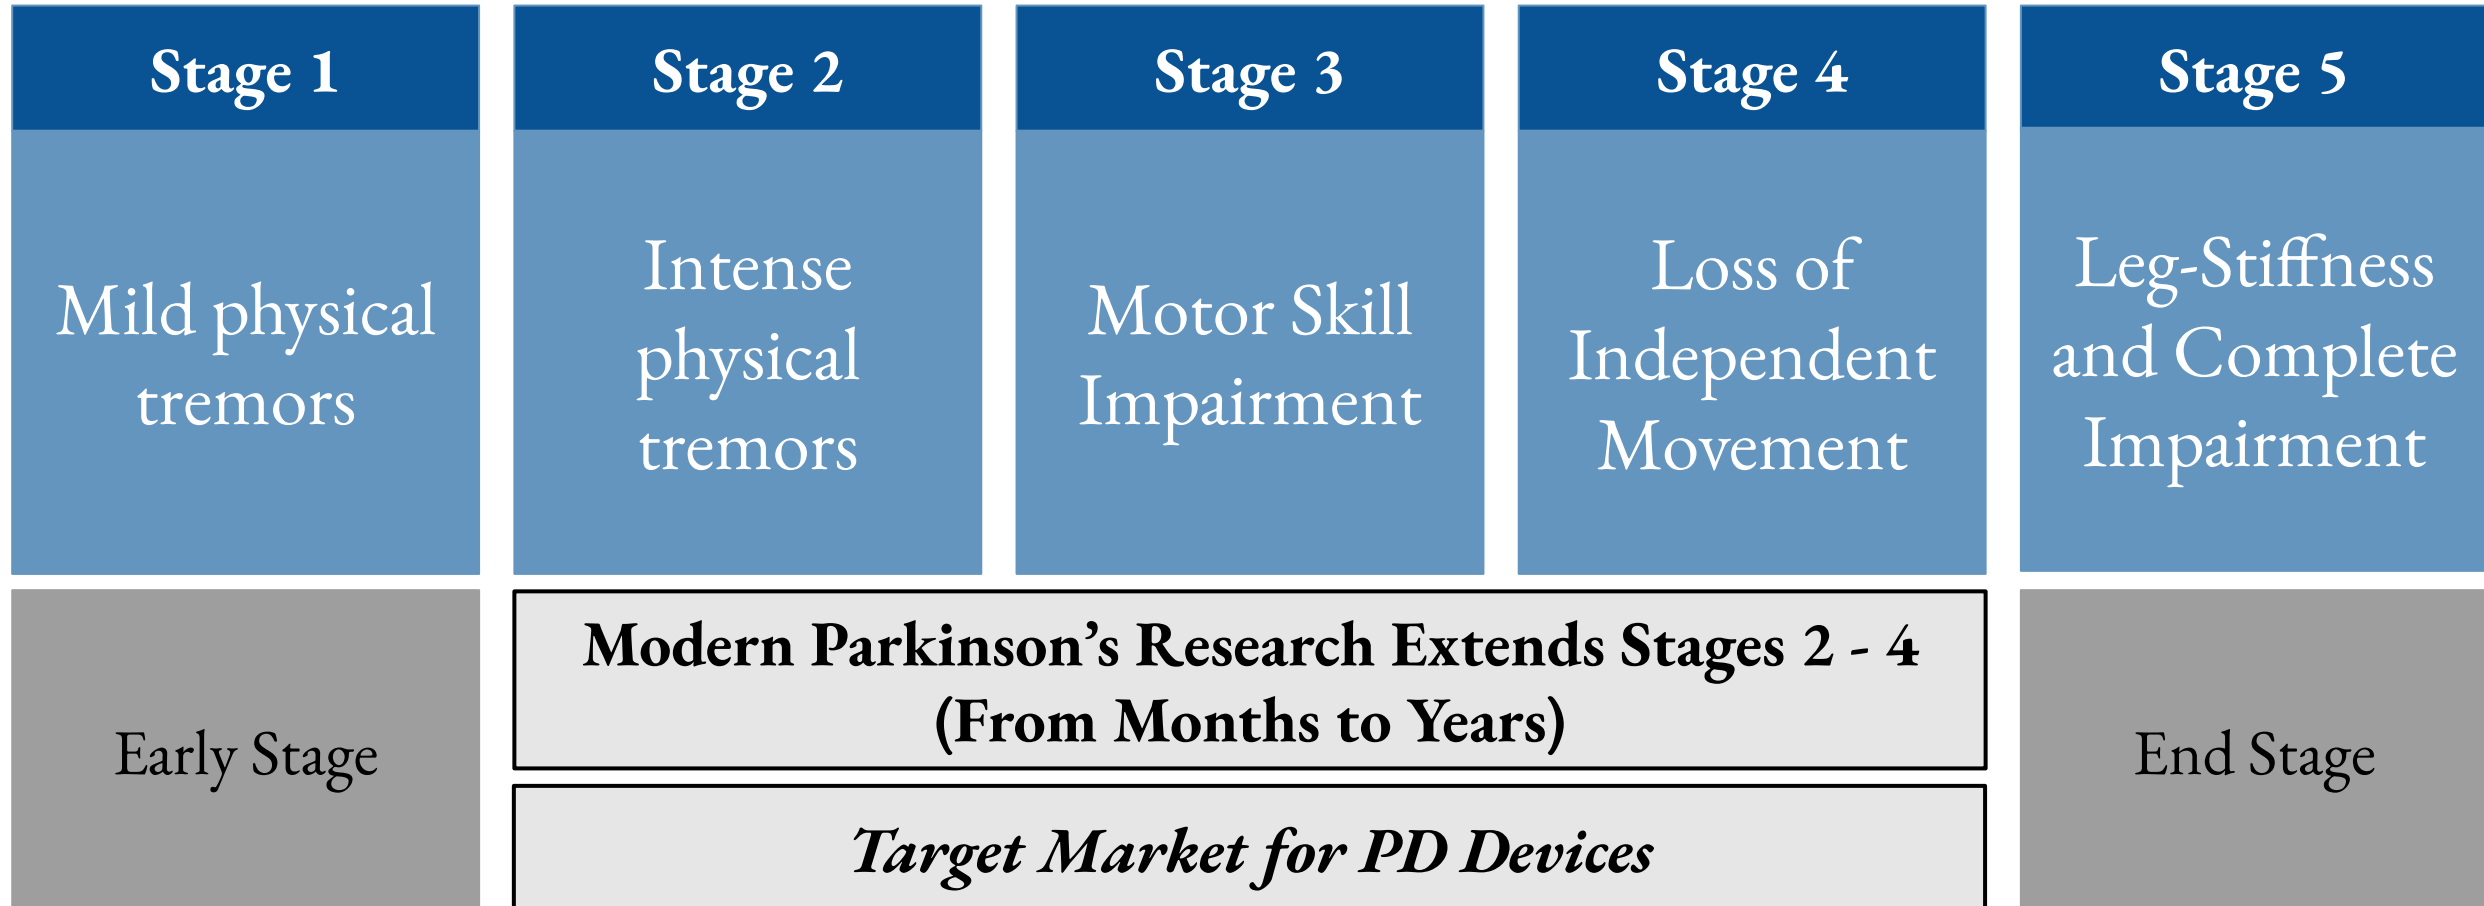 Stage 1
Mild physical
tremors
Stage 2
Intense
physical
tremors
Stage 3
Motor Skill
Impairment
Stage 4
Loss of
Independent
Movement
Stage 5
Leg-Stiffness
and Complete
Impairment
Early Stage
Modern Parkinson’s Research Extends Stages 2 - 4
(From Months to Years)
Target Market for PD Devices
End Stage